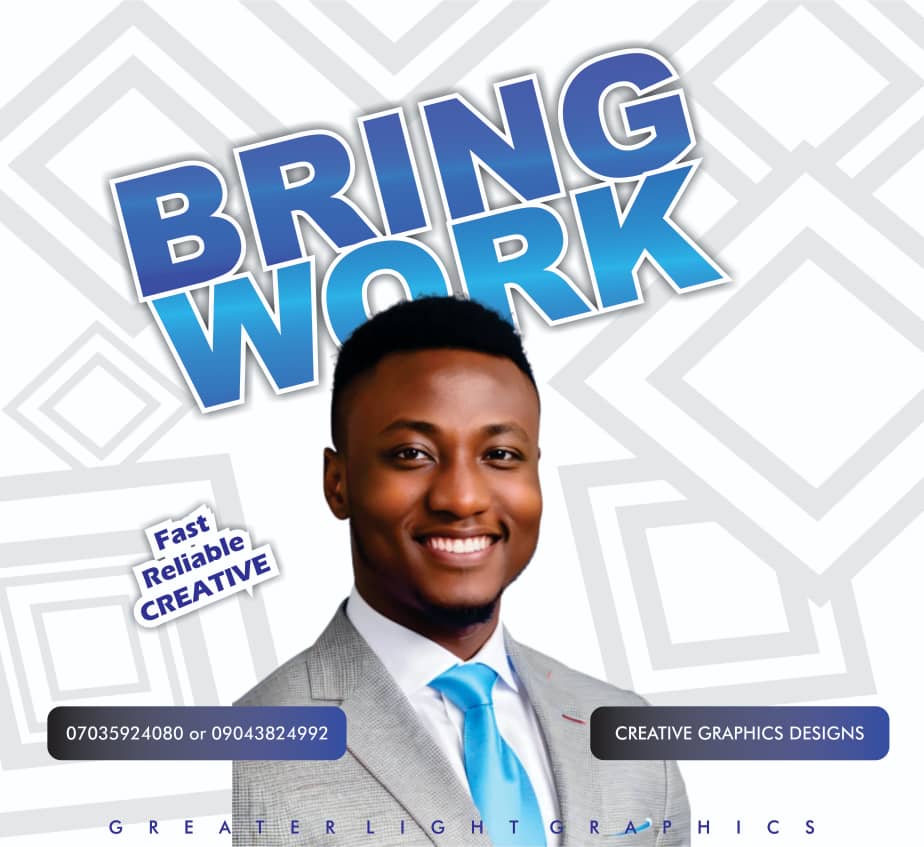 BRING
WORK
Fast
Reliable
CREATIVE
07035924080 or 09043824992
CREATIVE GRAPHICS DESIGNS
GREATERLIGHTGRAPHICS